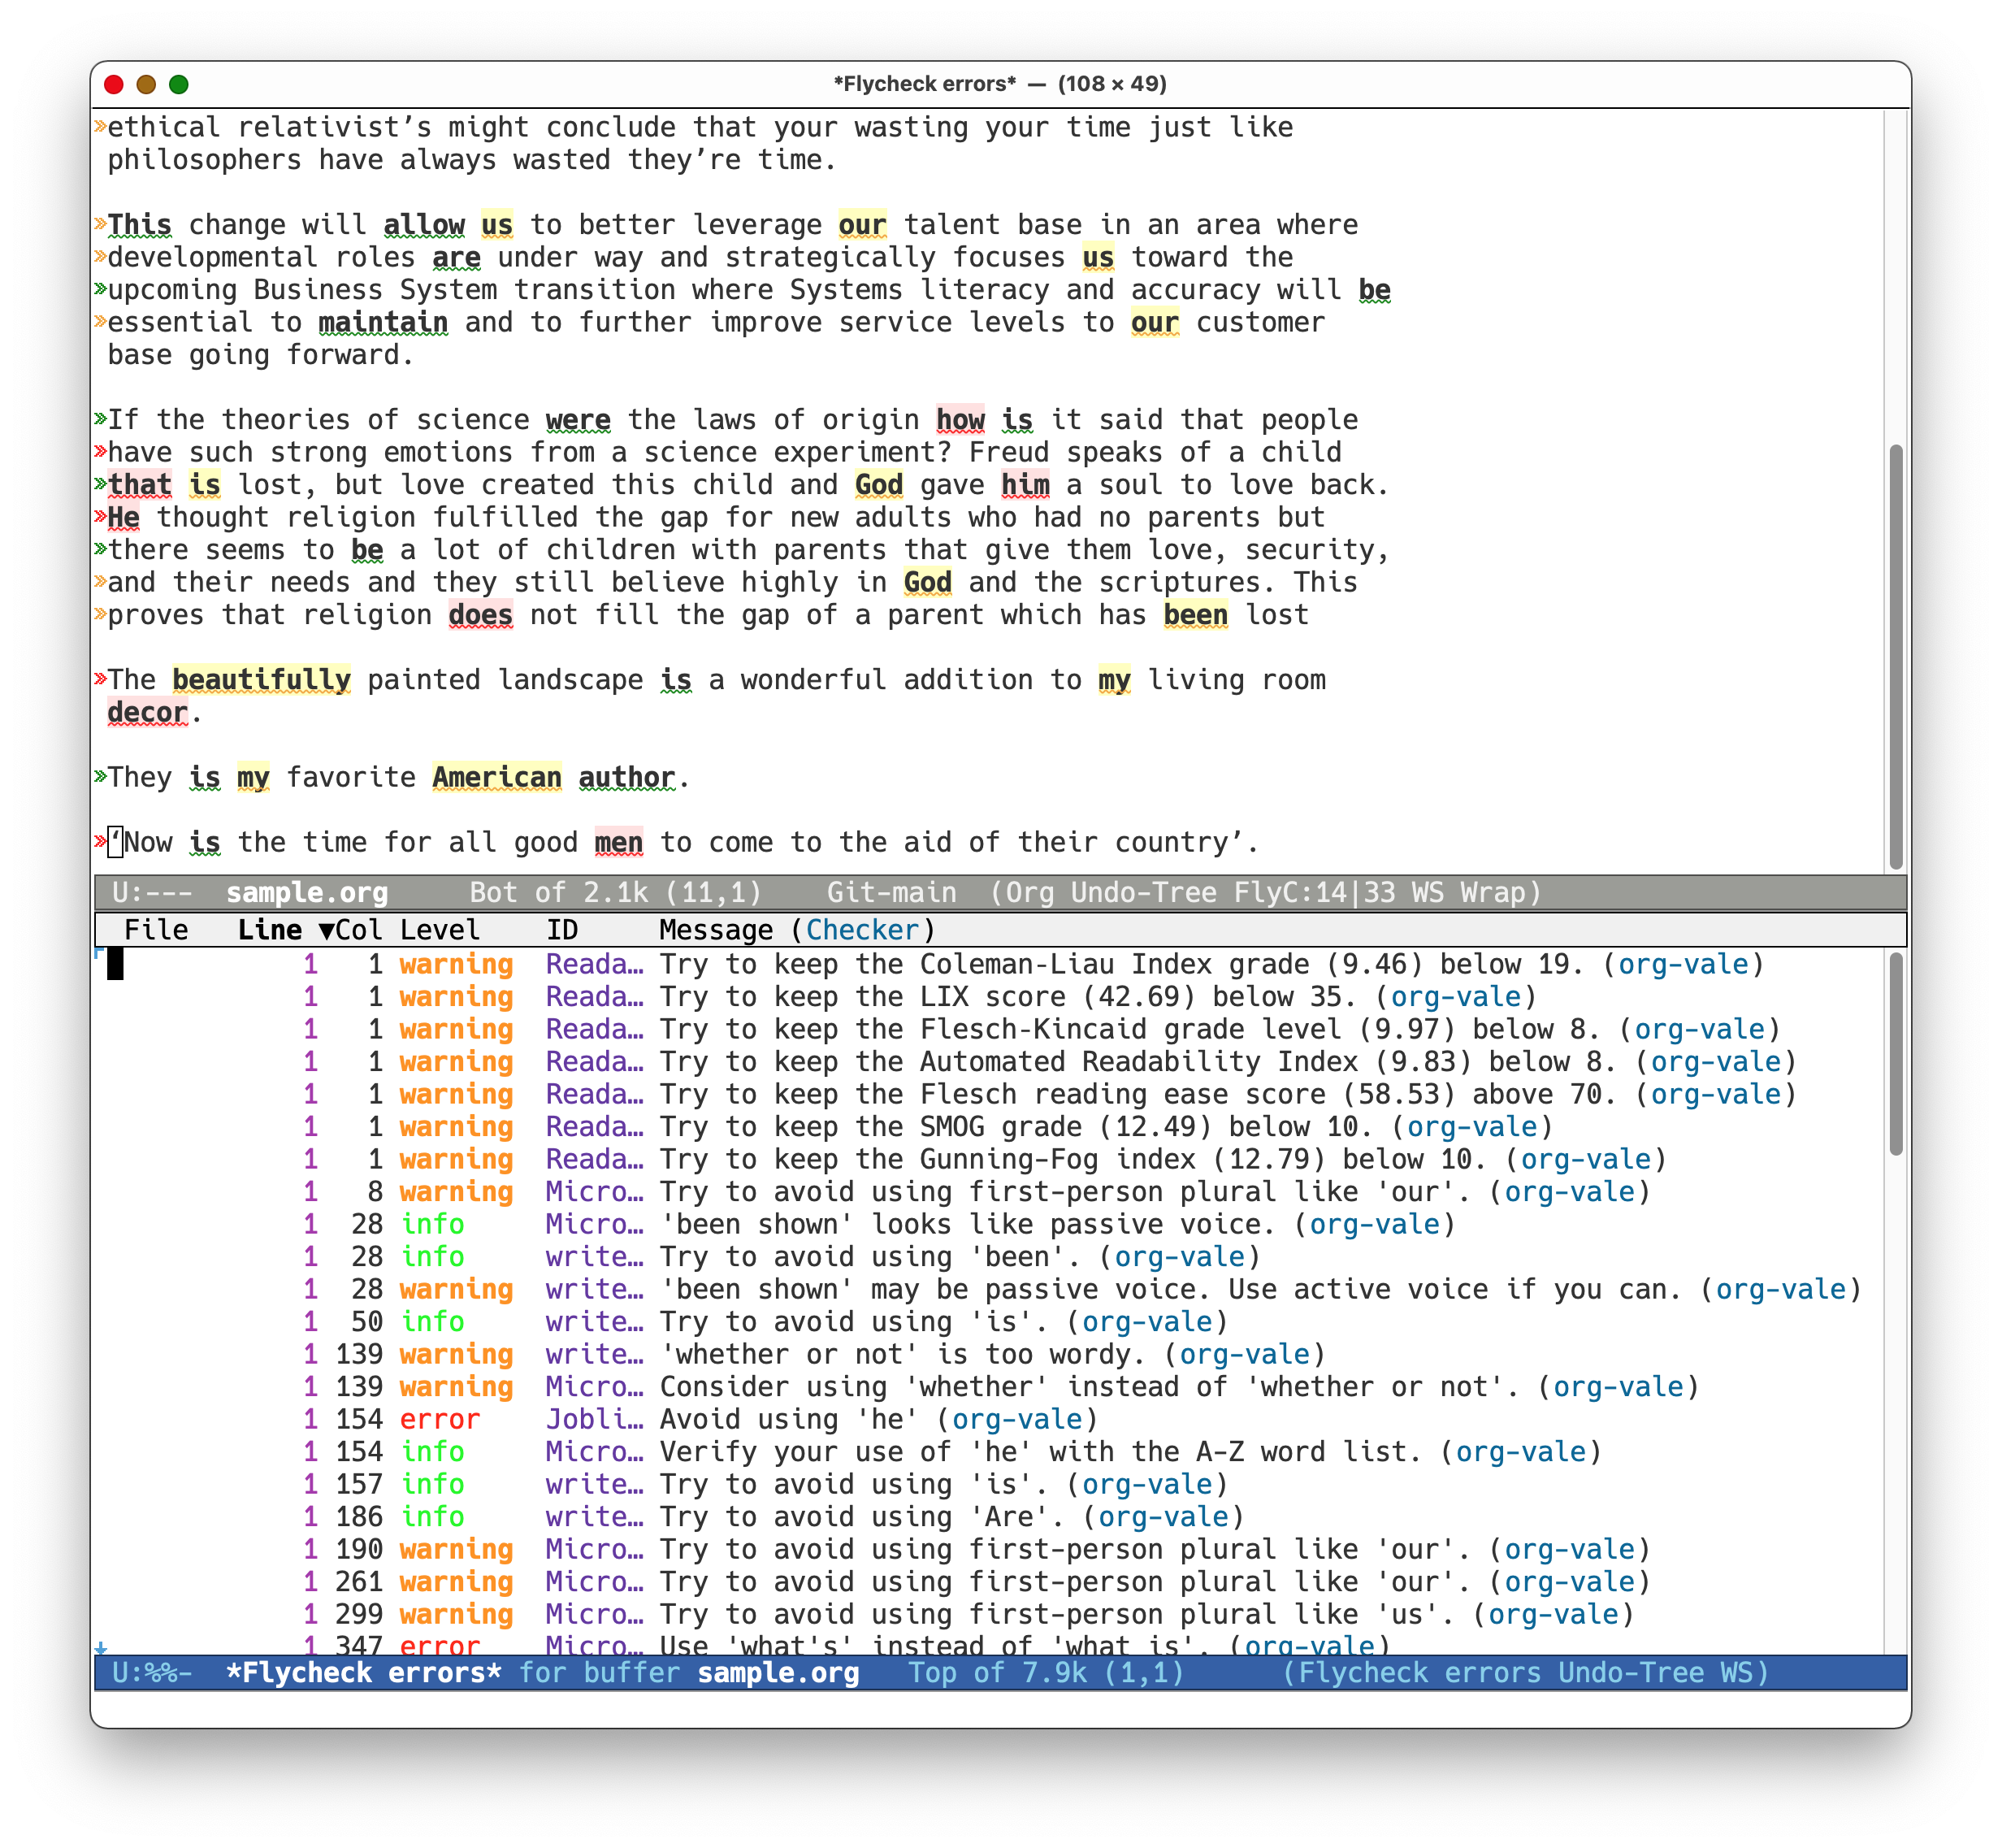 *Flycheck errors* — (108 × 49)
ethical relativist’s might conclude that your wasting your time just like
philosophers have always wasted they’re time.
This change will allow us to better leverage our talent base in an area where
developmental roles are under way and strategically focuses us toward the
upcoming Business System transition where Systems literacy and accuracy will be
essential to maintain and to further improve service levels to our customer
base going forward.
If the theories of science were the laws of origin how is it said that people
have such strong emotions from a science experiment? Freud speaks of a child
that is lost, but love created this child and God gave him a soul to love back.
He thought religion fulfilled the gap for new adults who had no parents but
there seems to be a lot of children with parents that give them love, security,
and their needs and they still believe highly in God and the scriptures. This
proves that religion does not fill the gap of a parent which has been lost
The beautifully painted landscape is a wonderful addition to my living room
decor.
They is my favorite American author.
‘Now is the time for all good men to come to the aid of their country’.
U:--- sample.org Bot of 2.1k (11,1) Git-main (Org Undo-Tree FlyC:14|33 WS Wrap)
File Line ▼Col Level ID Message (Checker)
1 1 warning Reada… Try to keep the Coleman-Liau Index grade (9.46) below 19. (org-vale)
1 1 warning Reada… Try to keep the LIX score (42.69) below 35. (org-vale)
1 1 warning Reada… Try to keep the Flesch-Kincaid grade level (9.97) below 8. (org-vale)
1 1 warning Reada… Try to keep the Automated Readability Index (9.83) below 8. (org-vale)
1 1 warning Reada… Try to keep the Flesch reading ease score (58.53) above 70. (org-vale)
1 1 warning Reada… Try to keep the SMOG grade (12.49) below 10. (org-vale)
1 1 warning Reada… Try to keep the Gunning-Fog index (12.79) below 10. (org-vale)
1 8 warning Micro… Try to avoid using first-person plural like 'our'. (org-vale)
1 28 info Micro… 'been shown' looks like passive voice. (org-vale)
1 28 info write… Try to avoid using 'been'. (org-vale)
1 28 warning write… 'been shown' may be passive voice. Use active voice if you can. (org-vale)
1 50 info write… Try to avoid using 'is'. (org-vale)
1 139 warning write… 'whether or not' is too wordy. (org-vale)
1 139 warning Micro… Consider using 'whether' instead of 'whether or not'. (org-vale)
1 154 error Jobli… Avoid using 'he' (org-vale)
1 154 info Micro… Verify your use of 'he' with the A-Z word list. (org-vale)
1 157 info write… Try to avoid using 'is'. (org-vale)
1 186 info write… Try to avoid using 'Are'. (org-vale)
1 190 warning Micro… Try to avoid using first-person plural like 'our'. (org-vale)
1 261 warning Micro… Try to avoid using first-person plural like 'our'. (org-vale)
1 299 warning Micro… Try to avoid using first-person plural like 'us'. (org-vale)
1 347 error Micro… Use 'what's' instead of 'what is'. (org-vale)
U:%%- *Flycheck errors* for buffer sample.org Top of 7.9k (1,1) (Flycheck errors Undo-Tree WS)